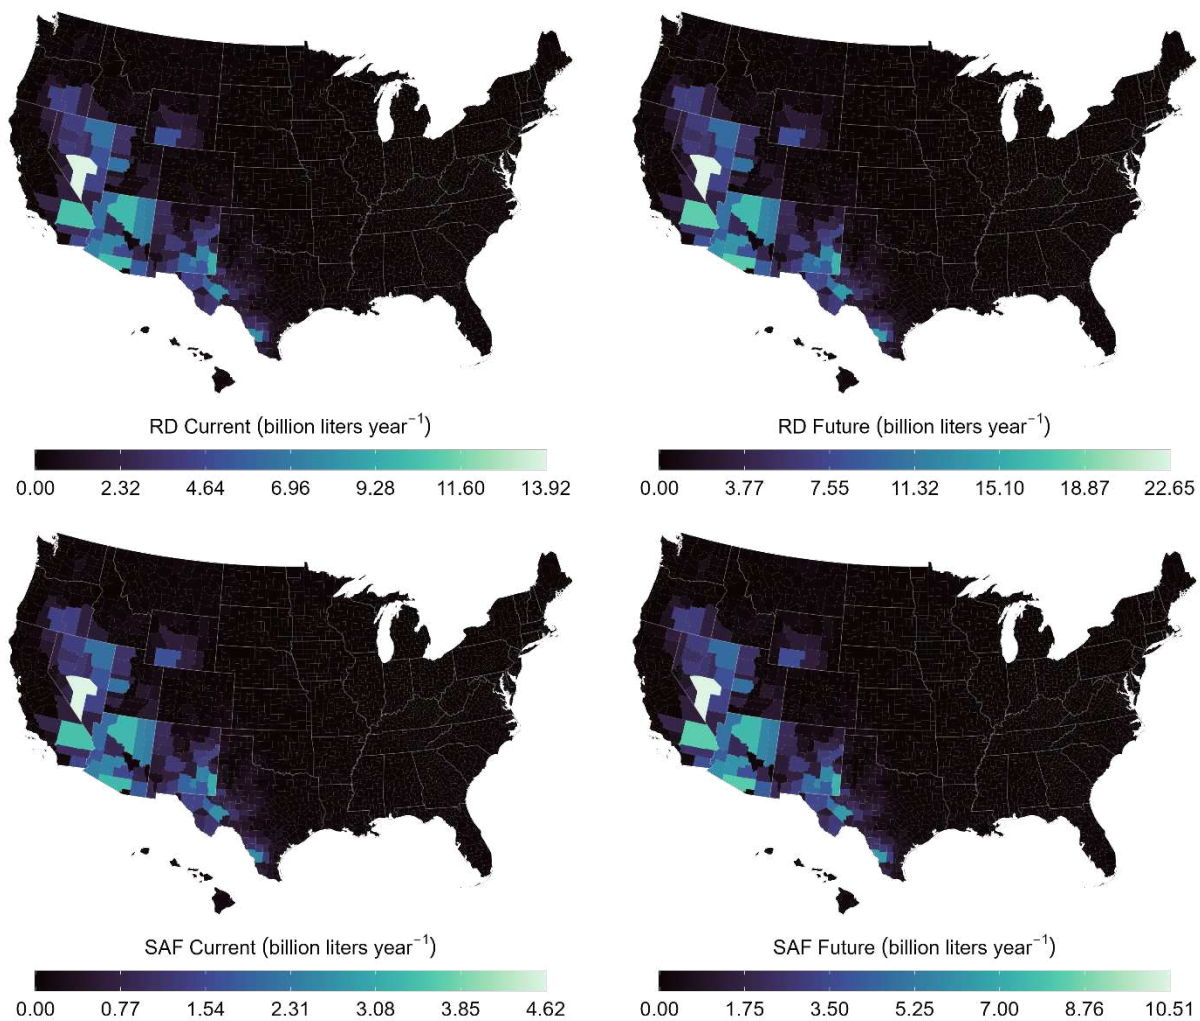 RD Current (billion liters year⁻¹)
0.00 2.32 4.64 6.96 9.28 11.60 13.92
RD Future (billion liters year⁻¹)
0.00 3.77 7.55 11.32 15.10 18.87 22.65
SAF Current (billion liters year⁻¹)
0.00 0.77 1.54 2.31 3.08 3.85 4.62
SAF Future (billion liters year⁻¹)
0.00 1.75 3.50 5.25 7.00 8.76 10.51